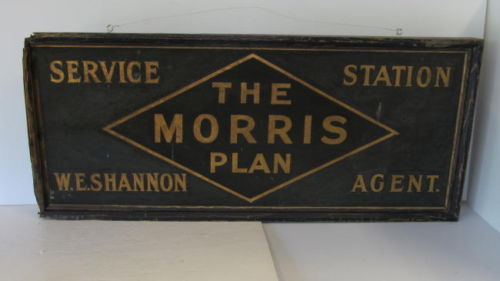 SERVICE STATION
THE
MORRIS
PLAN
W.E.SHANNON AGENT.